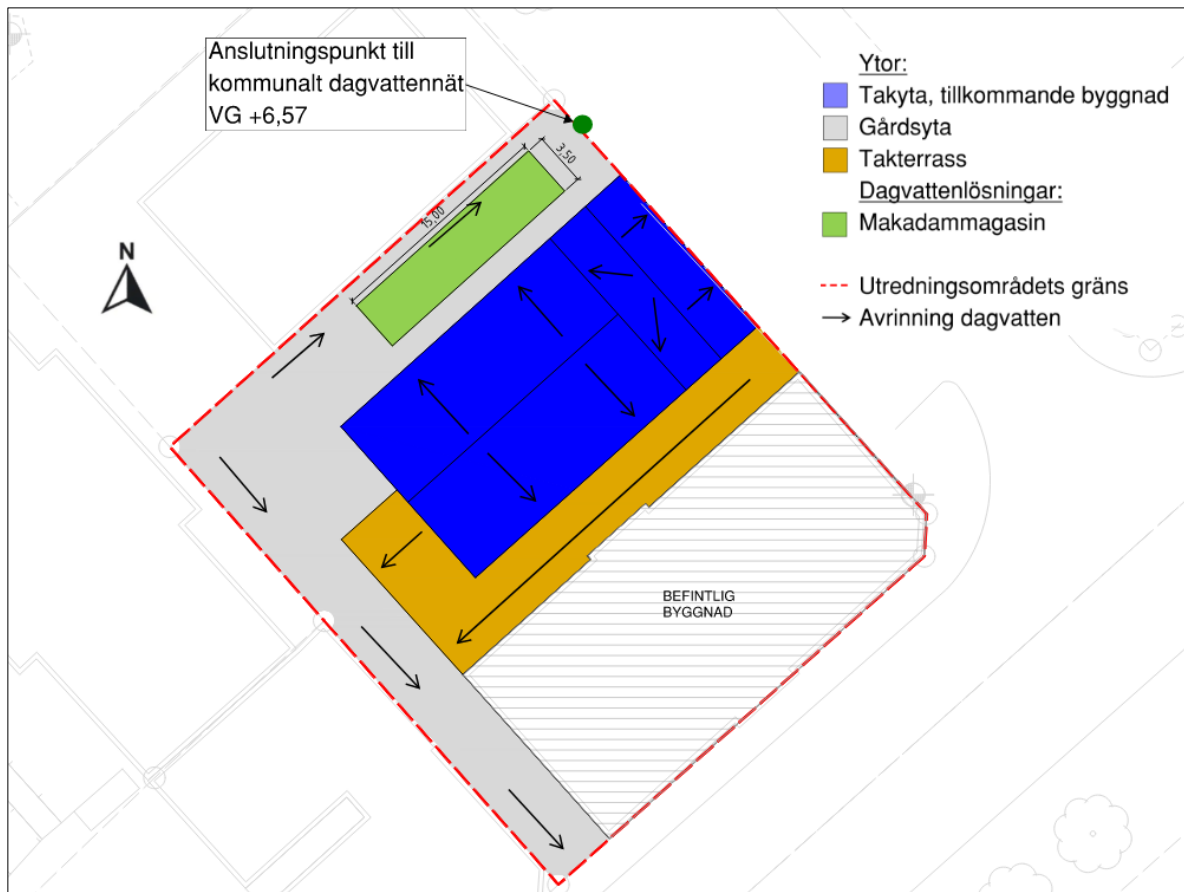 Anslutningspunkt till
kommunalt dagvattennät
VG +6,57
Ytor:
Takyta, tillkommande byggnad
Gårdsyta
Takterrass
Dagvattenlösningar:
Makadammagasin
Utredningsområdets gräns
Avrinning dagvatten
3,50
15,00
N
BEFINTLIG
BYGGNAD